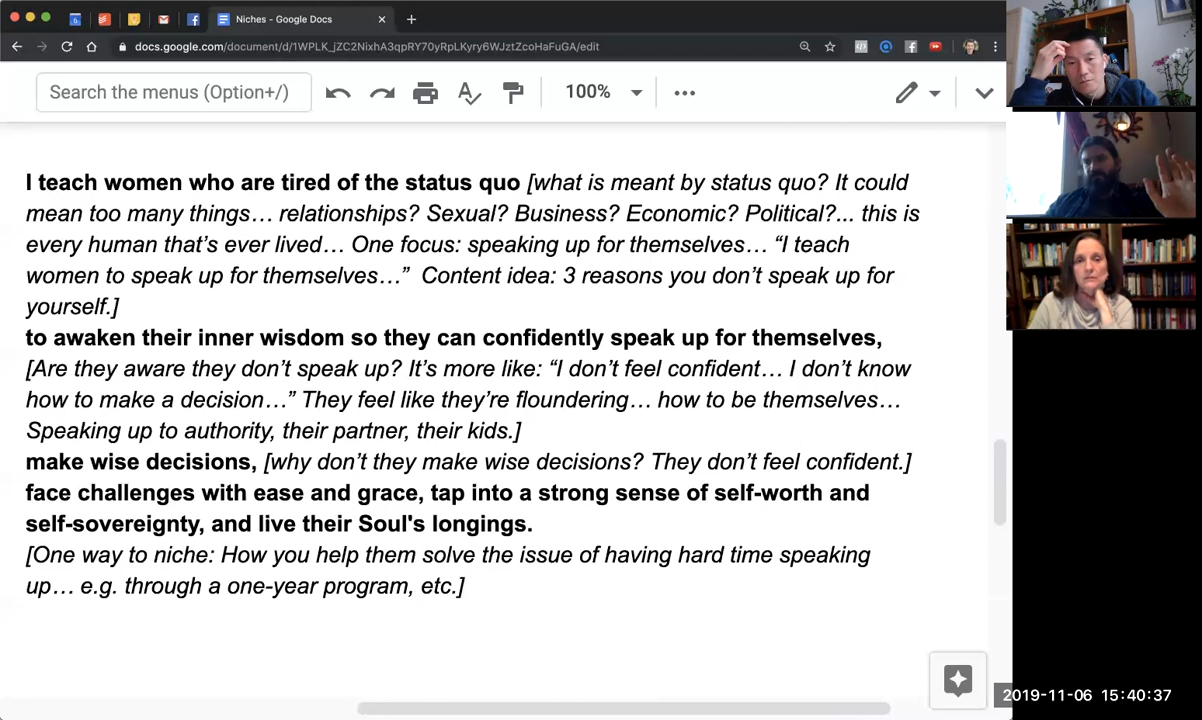 Niches - Google Docs
docs.google.com/document/d/1WPLK_jZC2NixhA3qpRY70yRpLKyry6WJztZcoHaFuGA/edit
Search the menus (Option+/)
100%
I teach women who are tired of the status quo [what is meant by status quo? It could
mean too many things… relationships? Sexual? Business? Economic? Political?... this is
every human that's ever lived… One focus: speaking up for themselves… “I teach
women to speak up for themselves…”  Content idea: 3 reasons you don't speak up for
yourself.]
to awaken their inner wisdom so they can confidently speak up for themselves,
[Are they aware they don't speak up? It's more like: “I don't feel confident… I don't know
how to make a decision…” They feel like they're floundering… how to be themselves…
Speaking up to authority, their partner, their kids.]
make wise decisions, [why don't they make wise decisions? They don't feel confident.]
face challenges with ease and grace, tap into a strong sense of self-worth and
self-sovereignty, and live their Soul's longings.
[One way to niche: How you help them solve the issue of having hard time speaking
up… e.g. through a one-year program, etc.]
2019-11-06 15:40:37